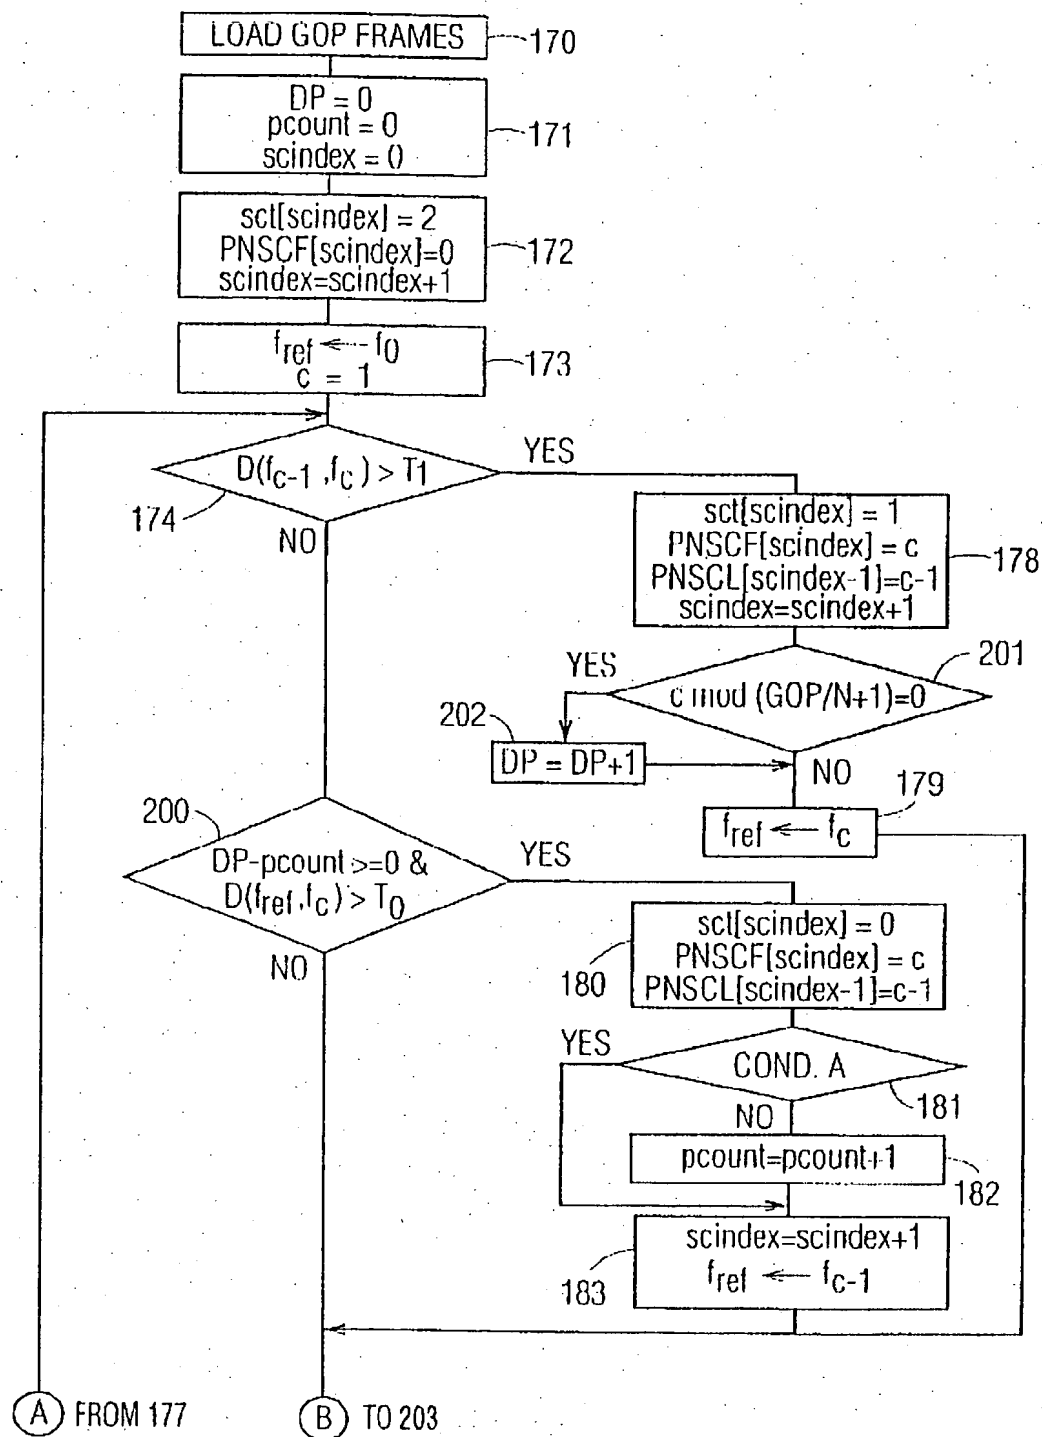 LOAD GOP FRAMES
170
DP = 0
pcount = 0
scindex = 0
171
sct[scindex] = 2
PNSCF[scindex]=0
scindex=scindex+1
172
fref ← f0
c = 1
173
D(fc-1 ,fc) > T1
YES
174
NO
sct[scindex] = 1
PNSCF[scindex] = c
PNSCL[scindex-1]=c-1
scindex=scindex+1
178
YES
201
c mod (GOP/N+1)=0
202
DP = DP+1
NO
179
fref ← fc
200
DP-pcount >=0 &
D(fref,fc) > T0
YES
NO
sct[scindex] = 0
PNSCF[scindex] = c
PNSCL[scindex-1]=c-1
180
YES
COND. A
181
NO
pcount=pcount+1
182
scindex=scindex+1
fref ← fc-1
183
A FROM 177
B TO 203